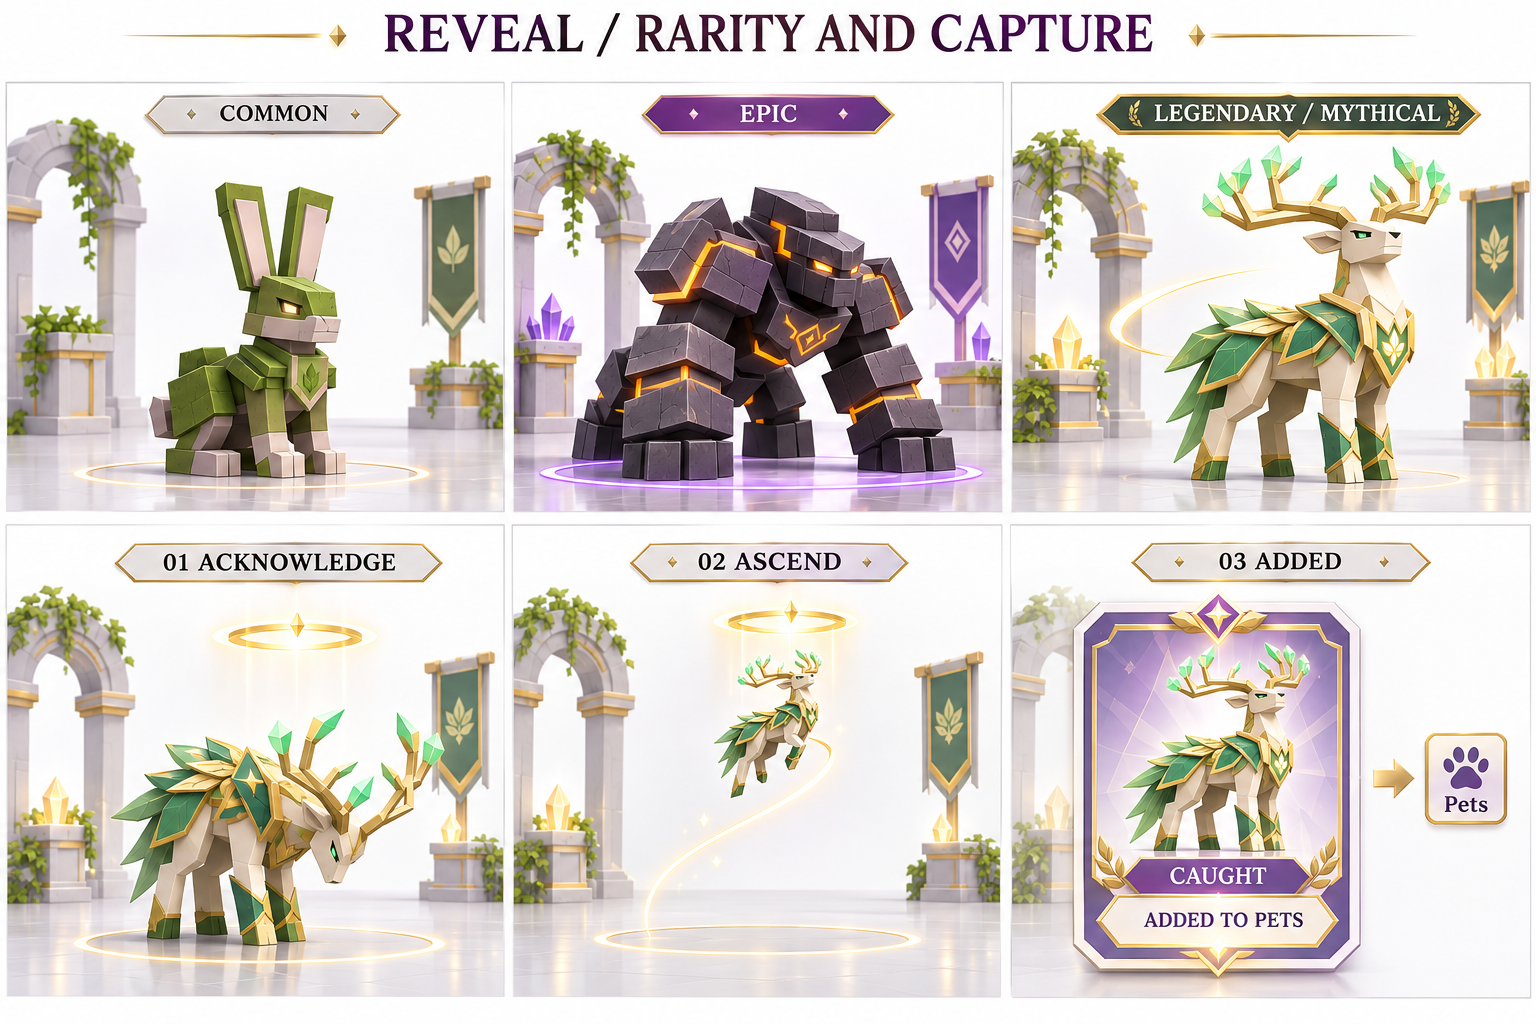 REVEAL / RARITY AND CAPTURE
COMMON
EPIC
LEGENDARY / MYTHICAL
01 ACKNOWLEDGE
02 ASCEND
03 ADDED
CAUGHT
ADDED TO PETS
Pets